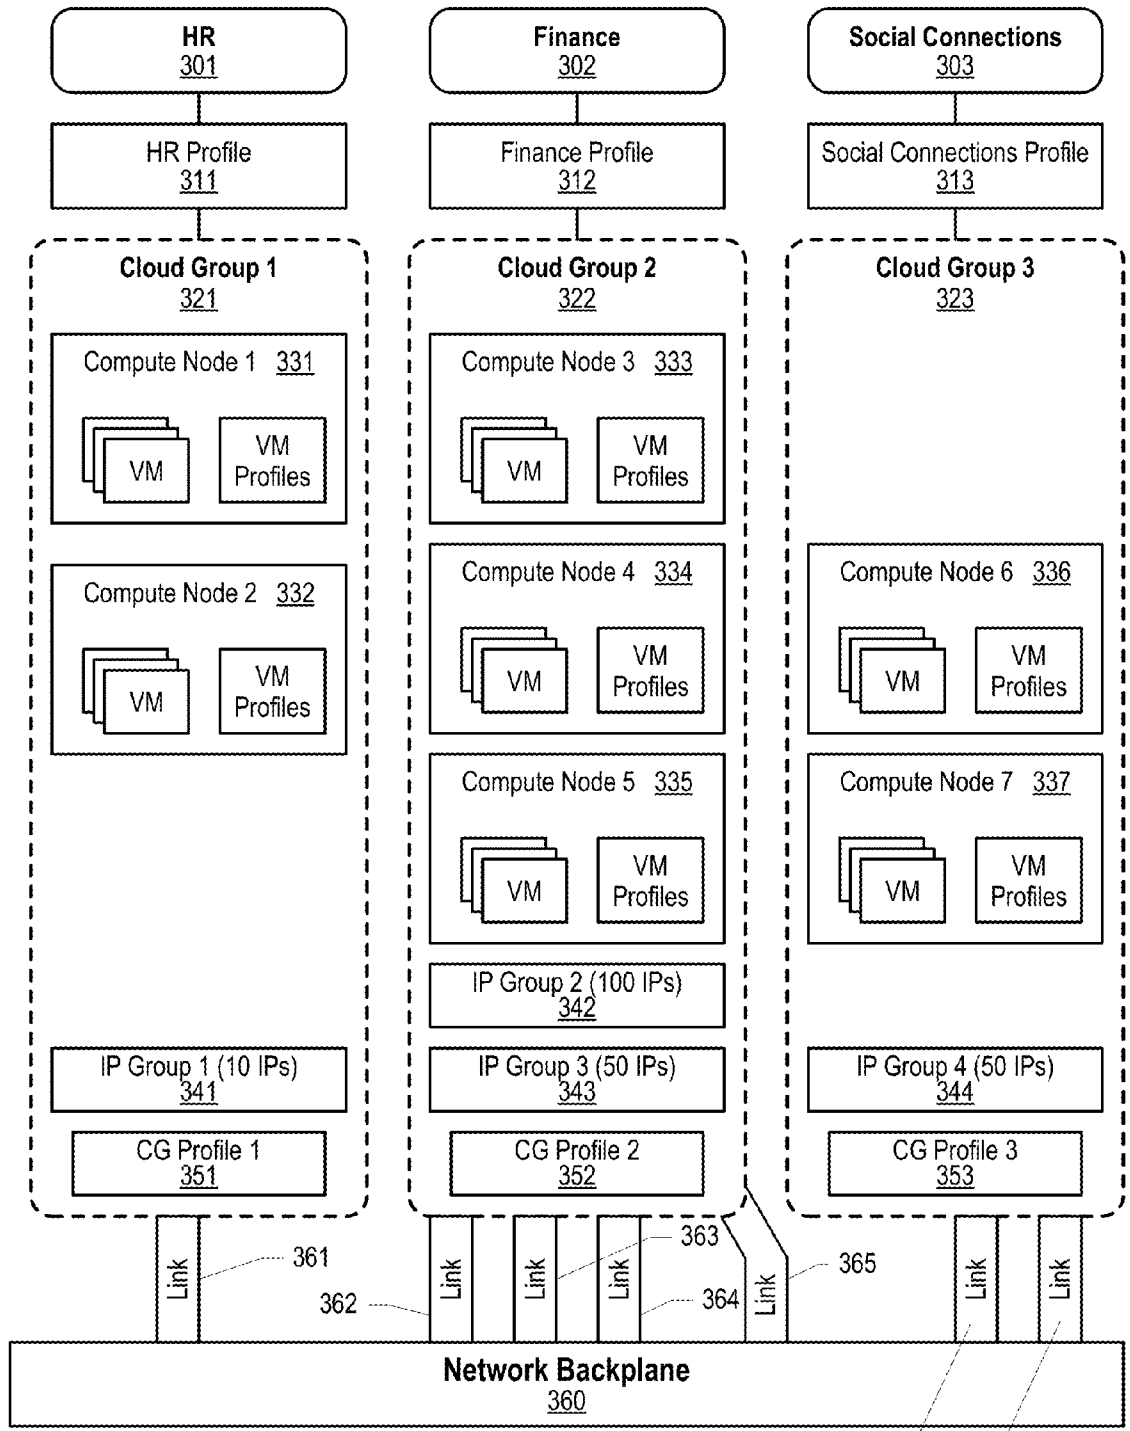 HR
301
Finance
302
Social Connections
303
HR Profile
311
Finance Profile
312
Social Connections Profile
313
Cloud Group 1
321
Compute Node 1 331
VM
VM
Profiles
Compute Node 2 332
VM
VM
Profiles
IP Group 1 (10 IPs)
341
CG Profile 1
351
Cloud Group 2
322
Compute Node 3 333
VM
VM
Profiles
Compute Node 4 334
VM
VM
Profiles
Compute Node 5 335
VM
VM
Profiles
IP Group 2 (100 IPs)
342
IP Group 3 (50 IPs)
343
CG Profile 2
352
Cloud Group 3
323
Compute Node 6 336
VM
VM
Profiles
Compute Node 7 337
VM
VM
Profiles
IP Group 4 (50 IPs)
344
CG Profile 3
353
Link
361
362
Link
Link
363
Link
364
Link
365
Link
Link
Network Backplane
360